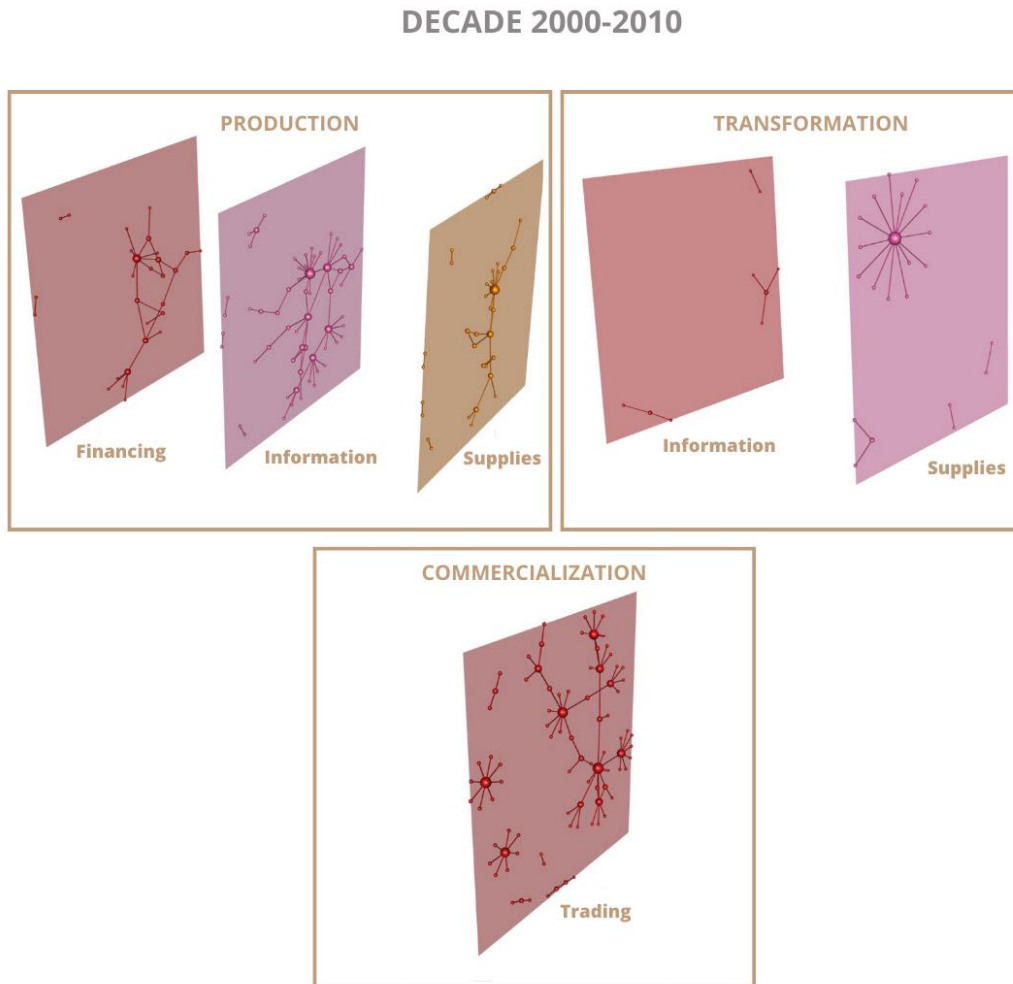 DECADE 2000-2010
PRODUCTION
Financing
Information
Supplies
TRANSFORMATION
Information
Supplies
COMMERCIALIZATION
Trading